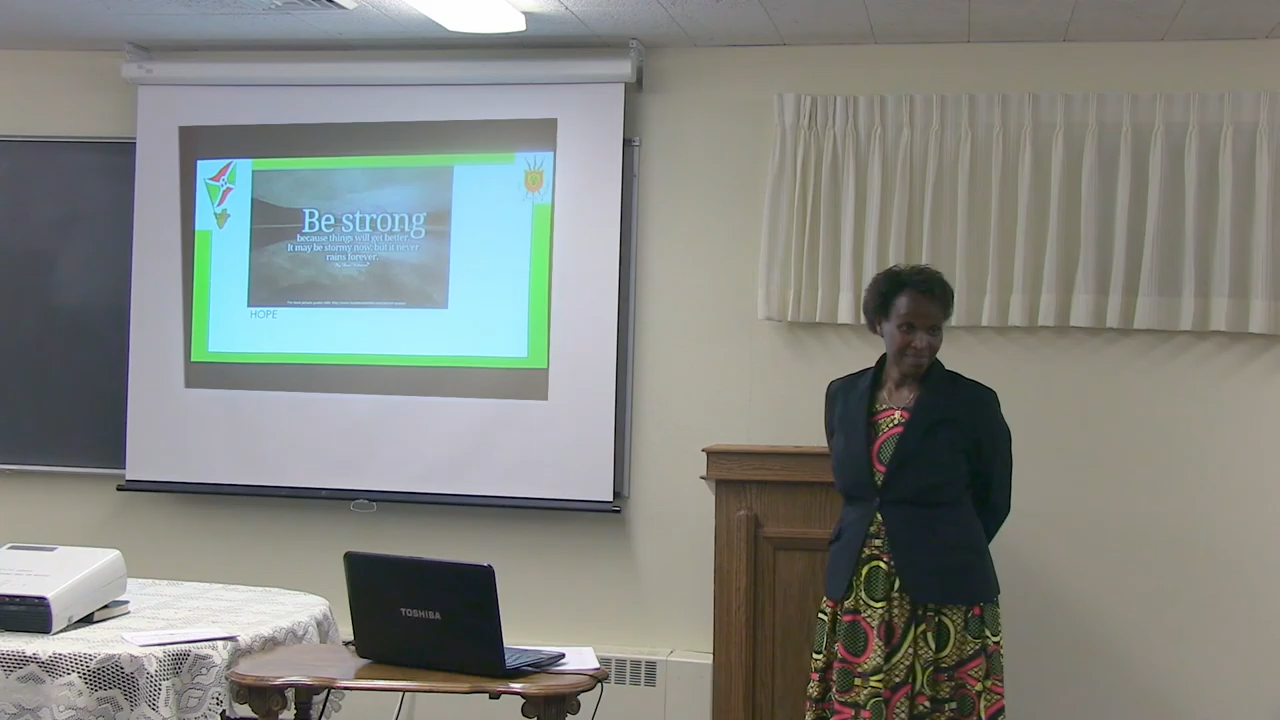 Be strong
because things will get better.
It may be stormy now, but it never
rains forever.
HOPE
TOSHIBA